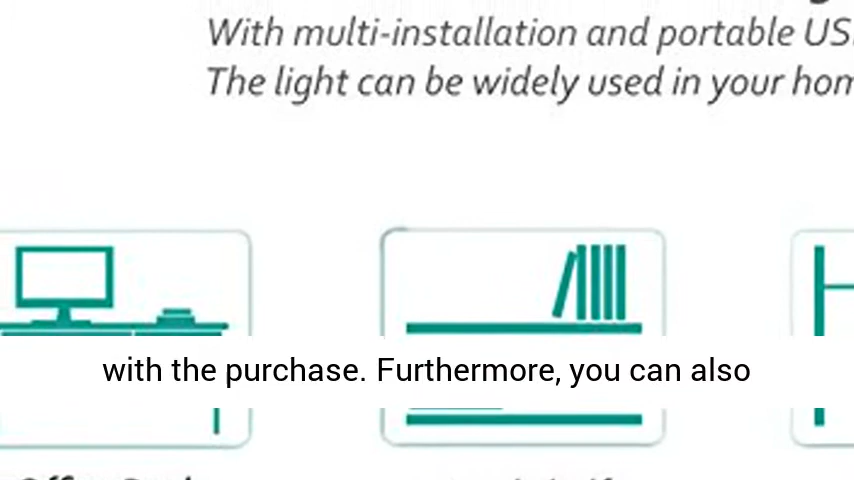 With multi-installation and portable US
The light can be widely used in your hom
with the purchase. Furthermore, you can also